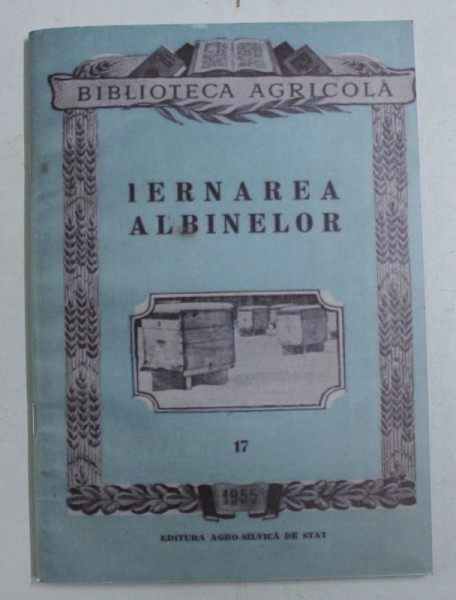 BIBLIOTECA AGRICOLĂ
IERNAREA
ALBINELOR
17
1955
EDITURA AGRO-SILVICĂ DE STAT